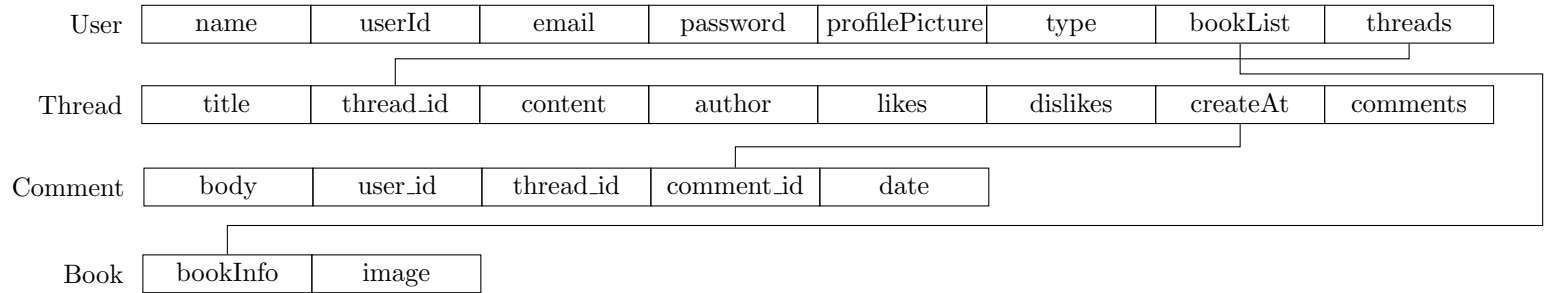 User name userId email password profilePicture type bookList threads
Thread title thread_id content author likes dislikes createAt comments
Comment body user_id thread_id comment_id date
Book bookInfo image